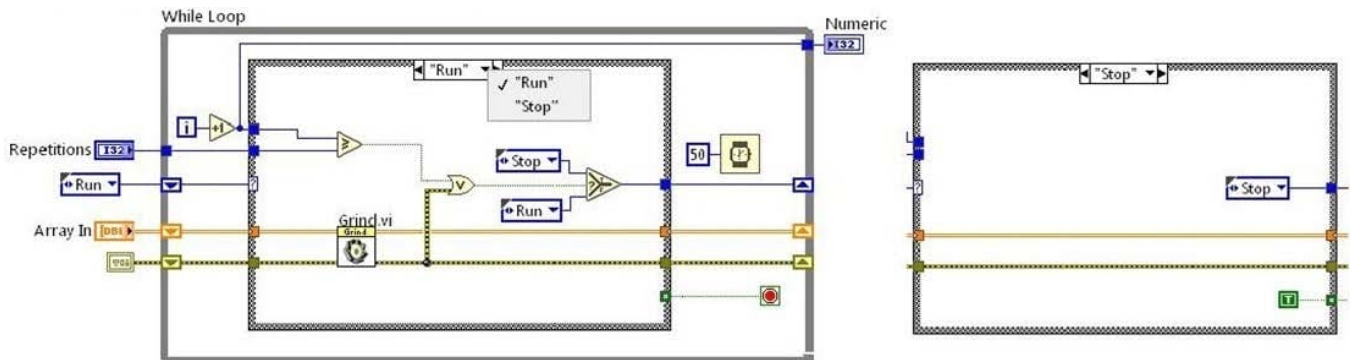 While Loop
Numeric
I32
"Run"
"Run"
"Stop"
"Stop"
i
+1
Repetitions
I32
≥
Stop
50
Run
V
?
Stop
Run
Grind.vi
Grind
Array In
[DBL
T